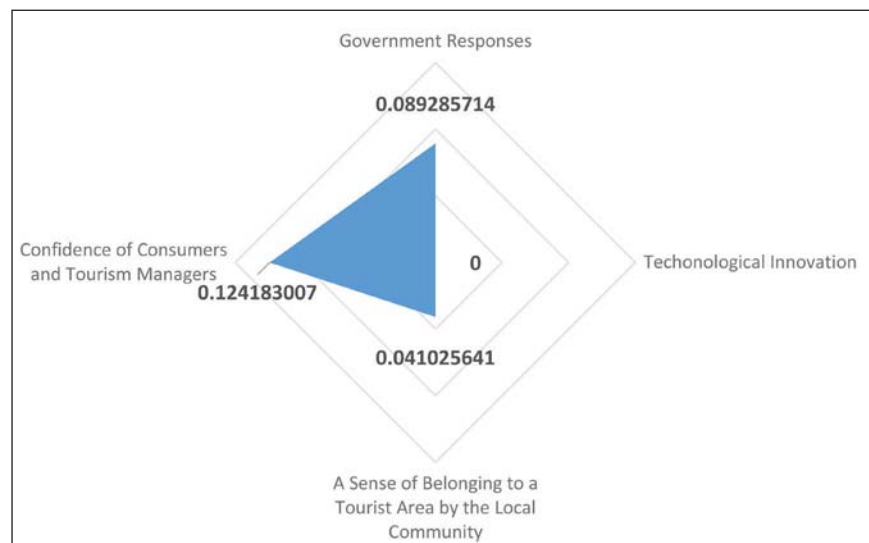 Government Responses
0.089285714
Confidence of Consumers
and Tourism Managers
0.124183007
0
Techonological Innovation
0.041025641
A Sense of Belonging to a
Tourist Area by the Local
Community